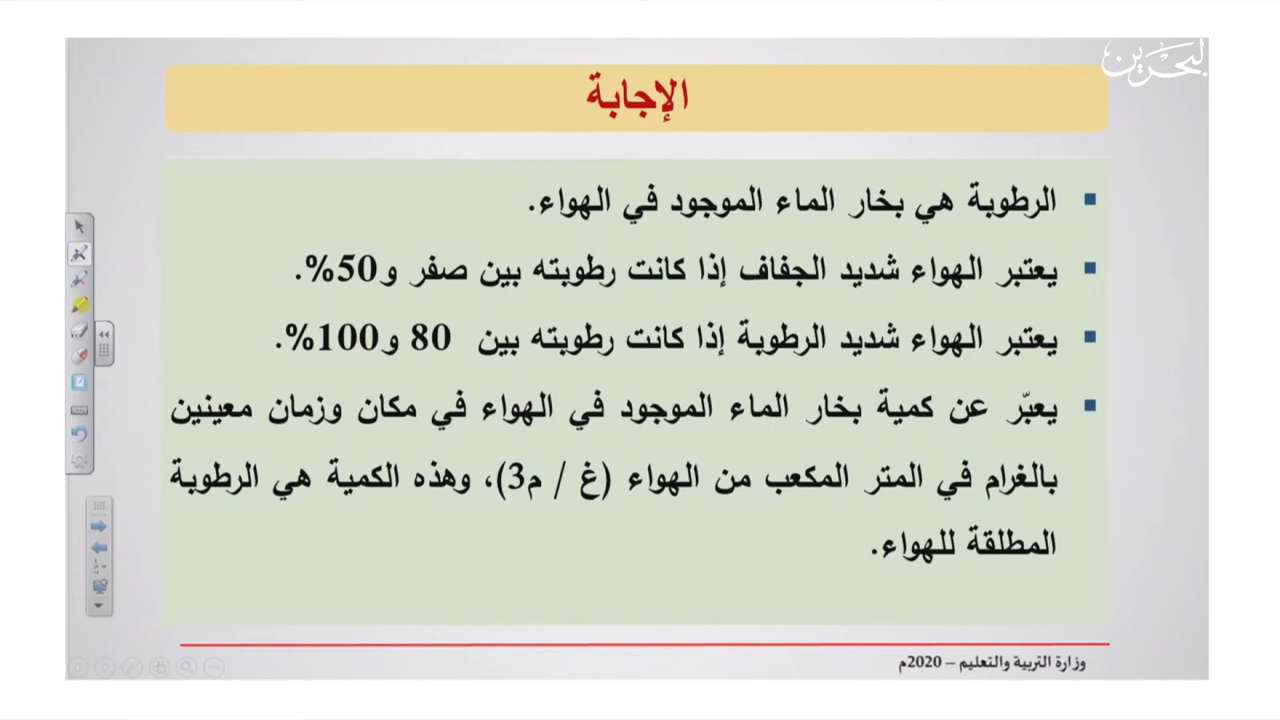 البحرين
الإجابة
▪ الرطوبة هي بخار الماء الموجود في الهواء.
▪ يعتبر الهواء شديد الجفاف إذا كانت رطوبته بين صفر و50%.
▪ يعتبر الهواء شديد الرطوبة إذا كانت رطوبته بين 80 و100%.
▪ يعبّر عن كمية بخار الماء الموجود في الهواء في مكان وزمان معينين
بالغرام في المتر المكعب من الهواء (غ / م3)، وهذه الكمية هي الرطوبة
المطلقة للهواء.
وزارة التربية والتعليم – 2020م